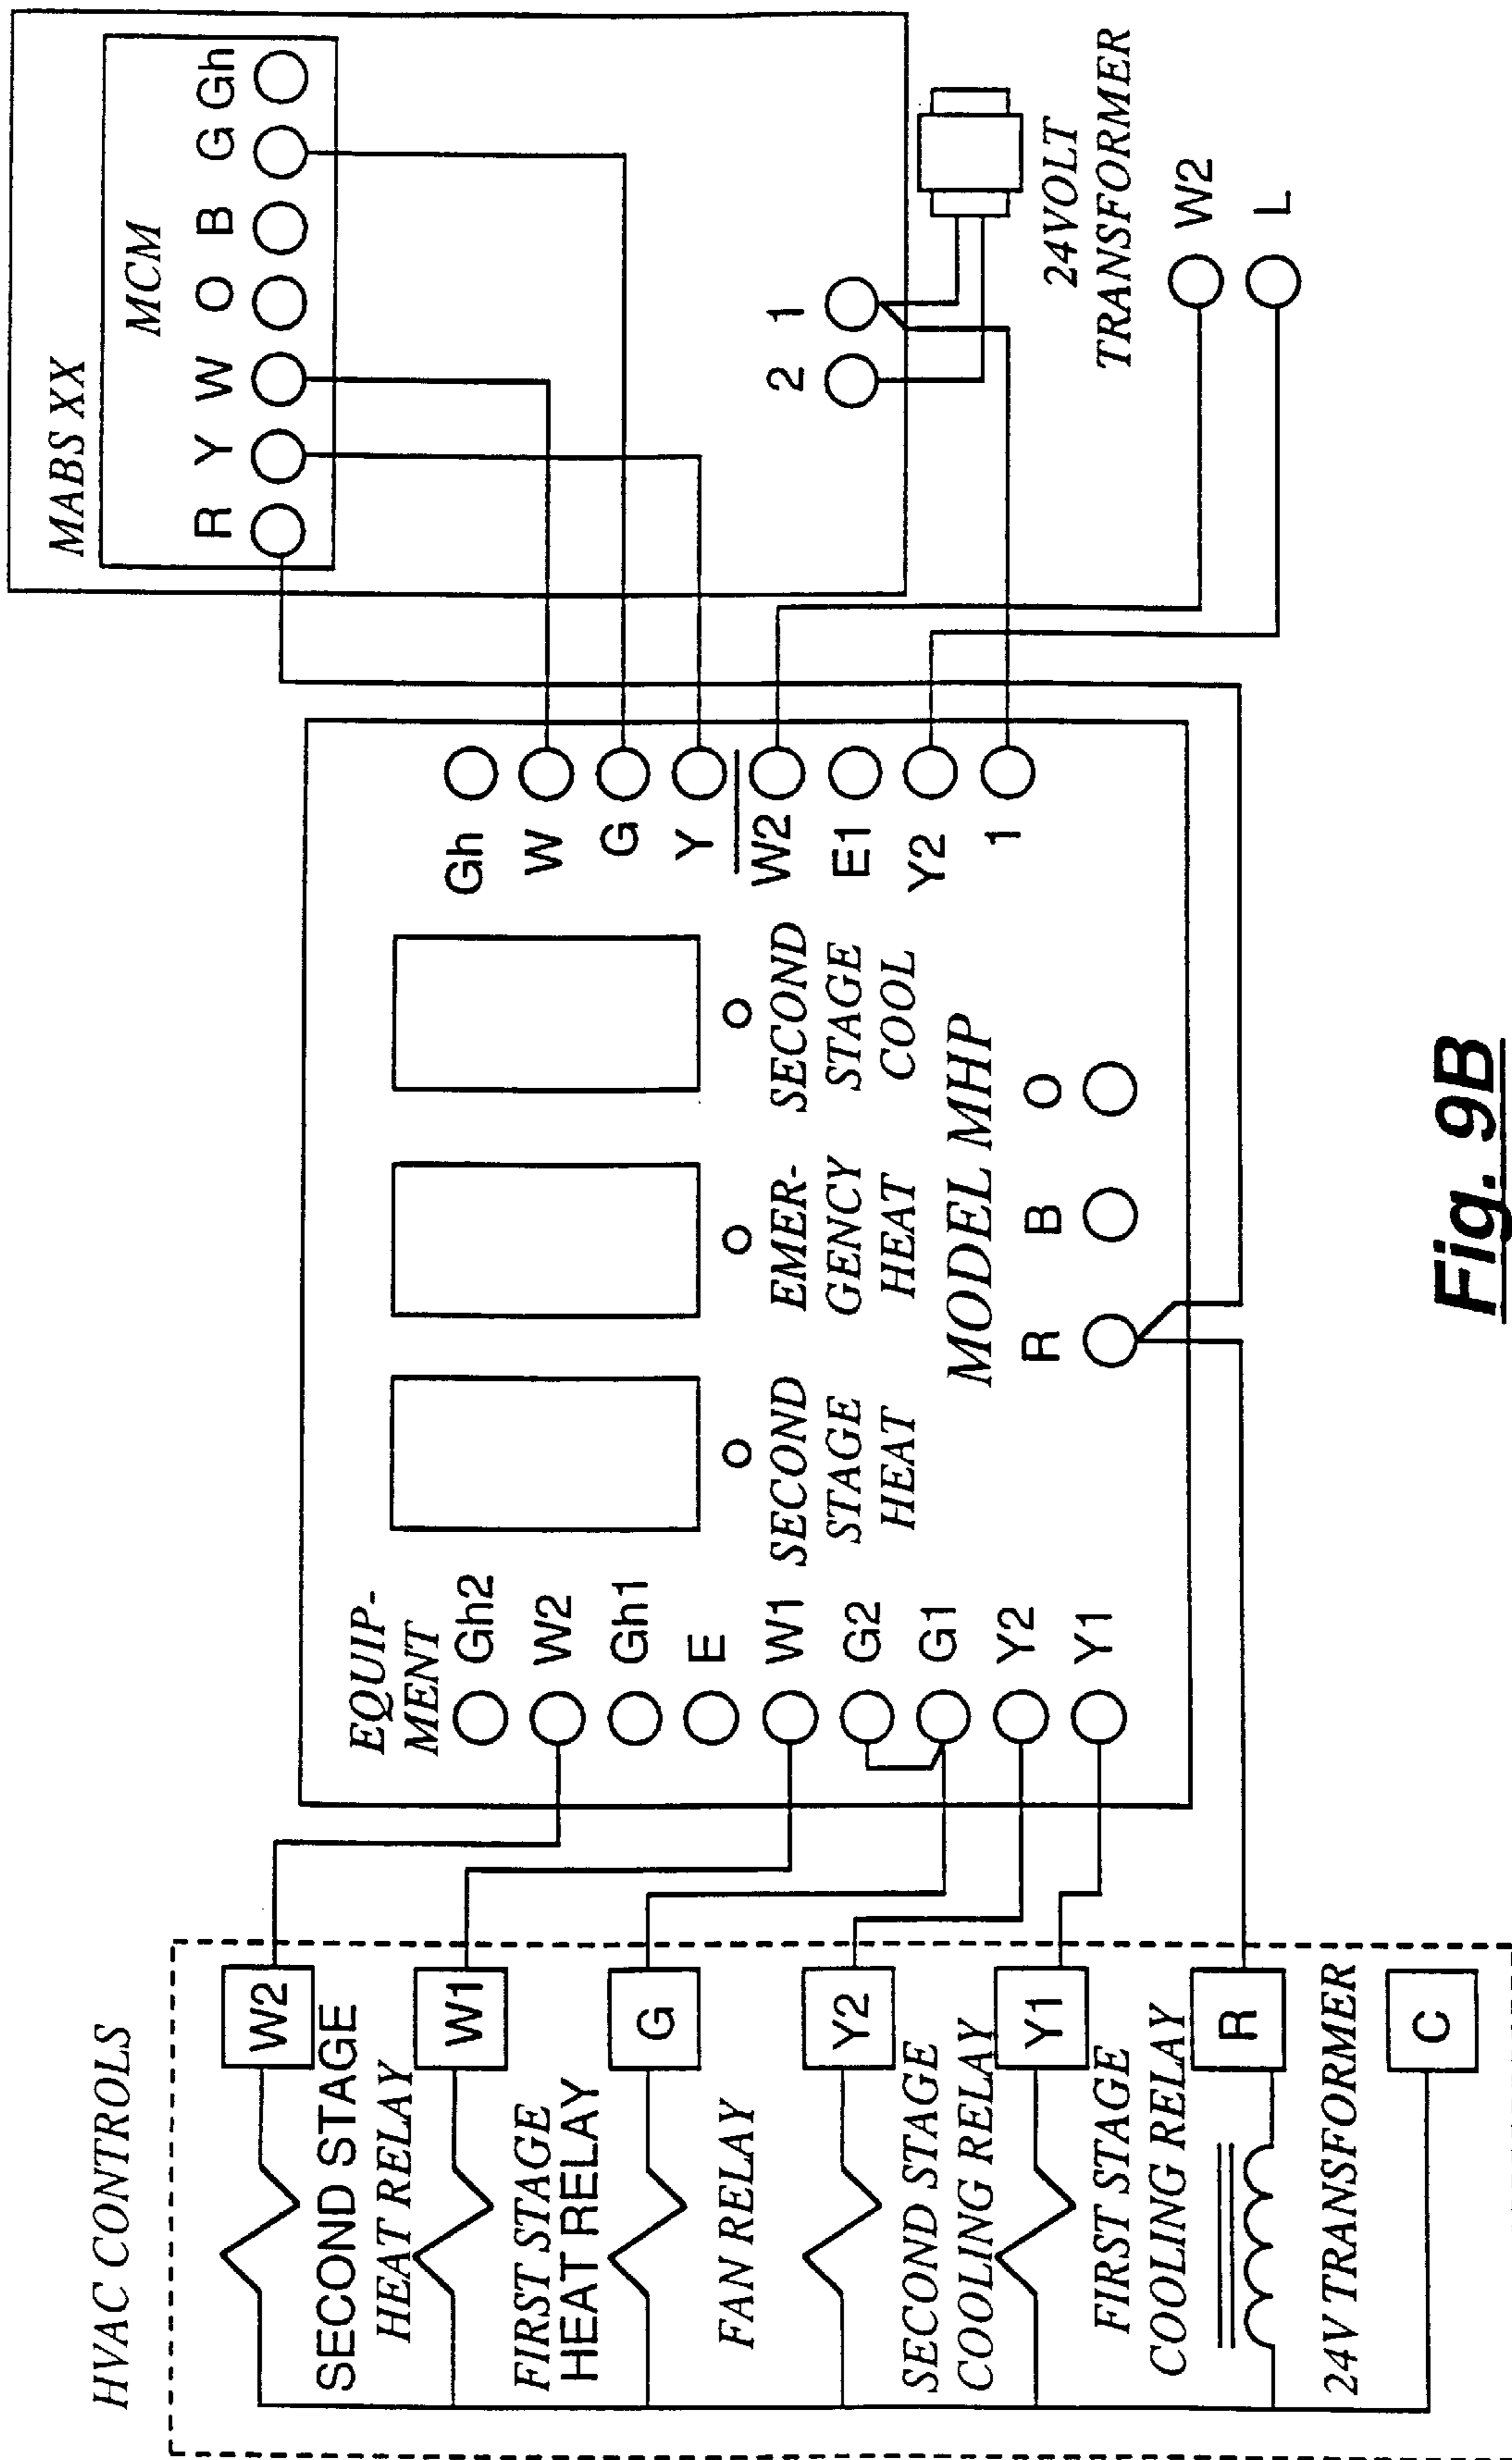 HVAC CONTROLS
W2
SECOND STAGE
HEAT RELAY
W1
FIRST STAGE
HEAT RELAY
G
FAN RELAY
Y2
SECOND STAGE
COOLING RELAY
Y1
FIRST STAGE
COOLING RELAY
R
24V TRANSFORMER
C
EQUIP-
MENT
Gh2
W2
Gh1
E
W1
G2
G1
Y2
Y1
SECOND
STAGE
HEAT
EMER-
GENCY
HEAT
SECOND
STAGE
COOL
MODEL MHP
R B O
Gh
W
G
Y
W2
E1
Y2
1
MABS XX
MCM
R Y W O B G Gh
2 1
24VOLT
TRANSFORMER
W2
L
Fig. 9B